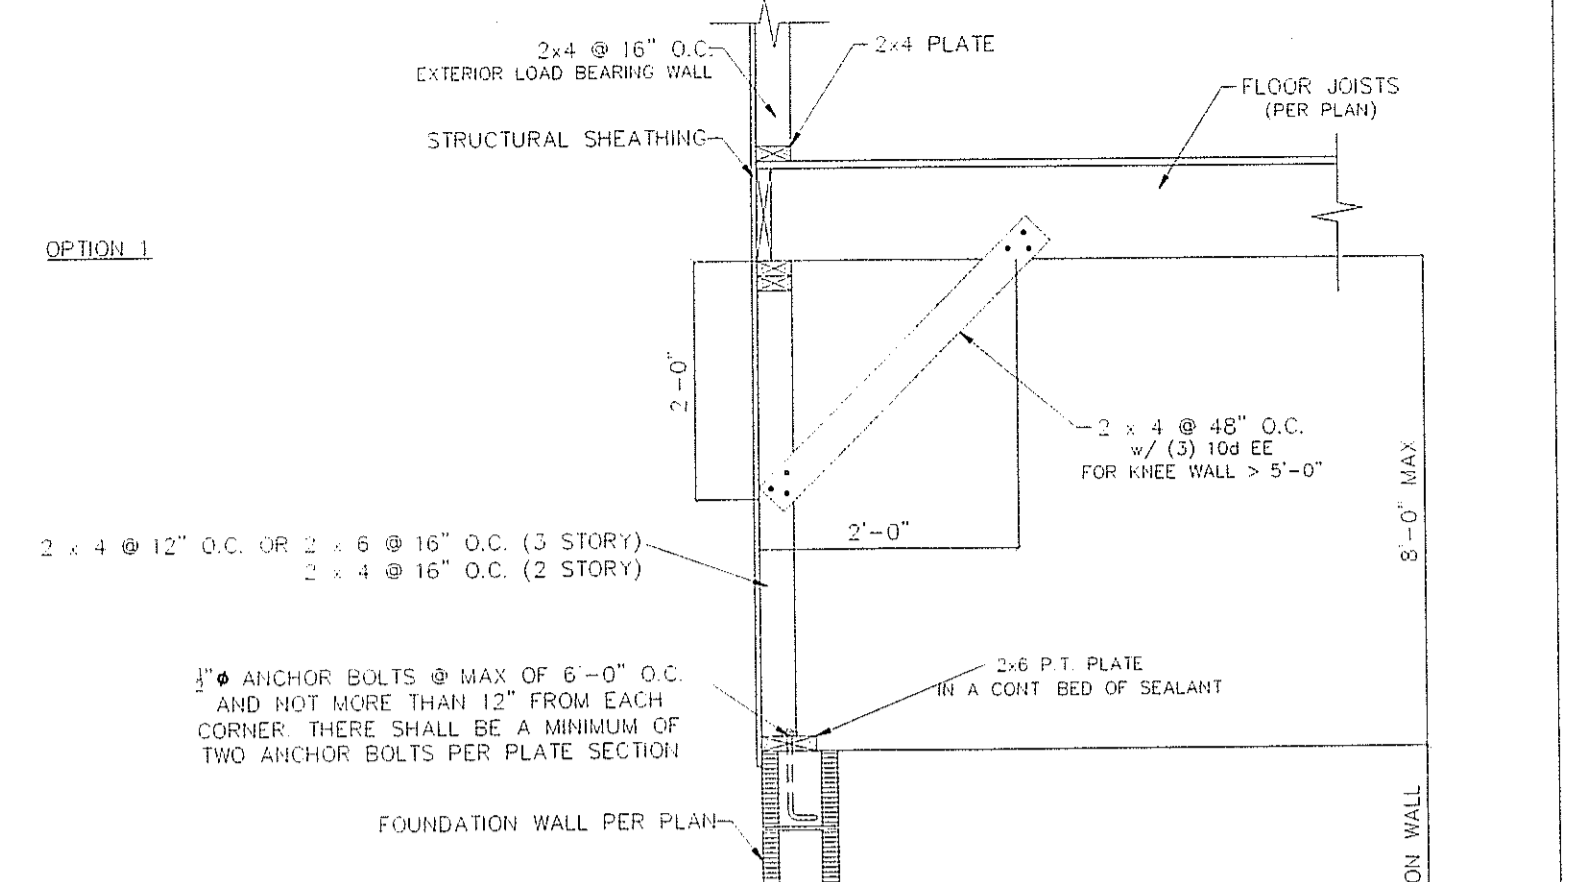 2x4 @ 16" O.C.
EXTERIOR LOAD BEARING WALL
2x4 PLATE
FLOOR JOISTS
(PER PLAN)
STRUCTURAL SHEATHING
OPTION 1
2'-0"
2 x 4 @ 48" O.C.
w/ (3) 10d EE
FOR KNEE WALL > 5'-0"
8'-0" MAX
2'-0"
2 x 4 @ 12" O.C. OR 2 x 6 @ 16" O.C. (3 STORY)
2 x 4 @ 16" O.C. (2 STORY)
2x6 P.T. PLATE
IN A CONT BED OF SEALANT
ø ANCHOR BOLTS @ MAX OF 6'-0" O.C.
AND NOT MORE THAN 12" FROM EACH
CORNER. THERE SHALL BE A MINIMUM OF
TWO ANCHOR BOLTS PER PLATE SECTION
FOUNDATION WALL PER PLAN
ON WALL